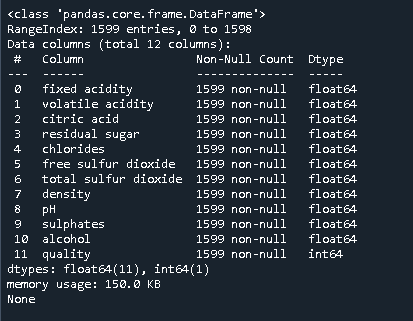 <class 'pandas.core.frame.DataFrame'>
RangeIndex: 1599 entries, 0 to 1598
Data columns (total 12 columns):
 #   Column                Non-Null Count  Dtype
---  ------                --------------  -----
 0   fixed acidity         1599 non-null   float64
 1   volatile acidity      1599 non-null   float64
 2   citric acid           1599 non-null   float64
 3   residual sugar        1599 non-null   float64
 4   chlorides             1599 non-null   float64
 5   free sulfur dioxide   1599 non-null   float64
 6   total sulfur dioxide  1599 non-null   float64
 7   density               1599 non-null   float64
 8   pH                    1599 non-null   float64
 9   sulphates             1599 non-null   float64
 10  alcohol               1599 non-null   float64
 11  quality               1599 non-null   int64
dtypes: float64(11), int64(1)
memory usage: 150.0 KB
None